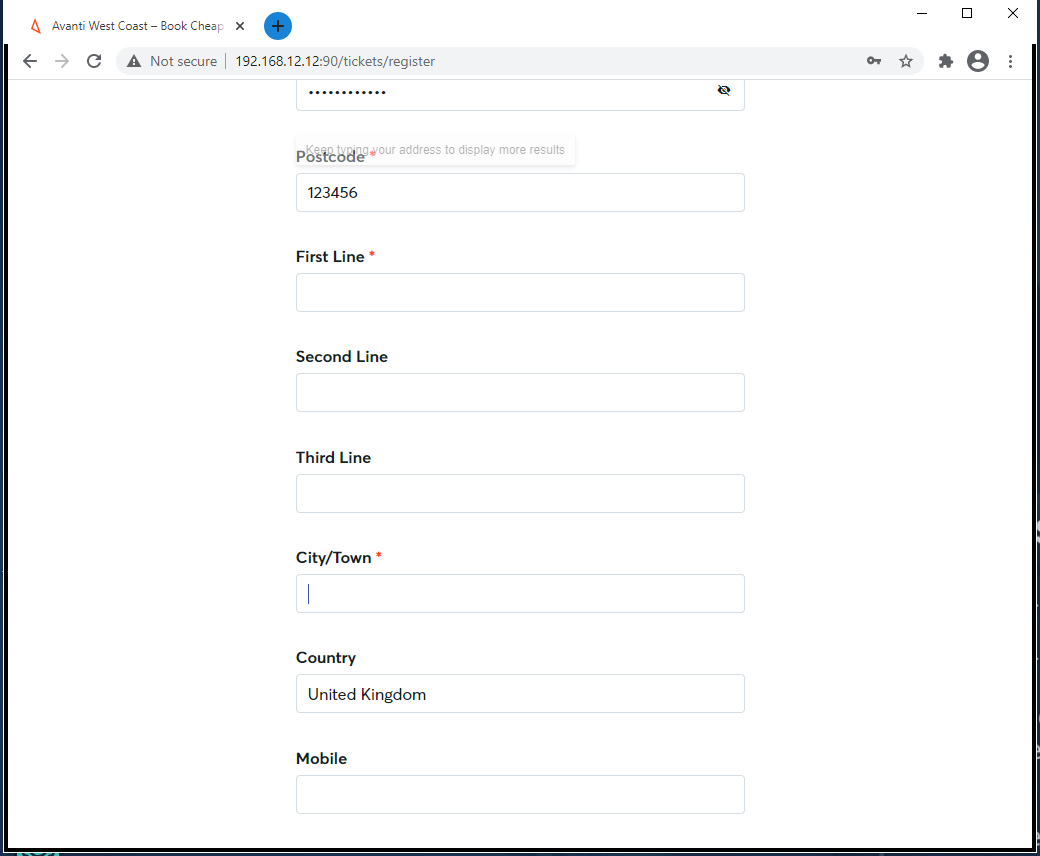 Avanti West Coast – Book Cheap
Not secure 192.168.12.12:90/tickets/register
••••••••••••
Keep typing your address to display more results
Postcode *
123456
First Line *
Second Line
Third Line
City/Town *
Country
United Kingdom
Mobile